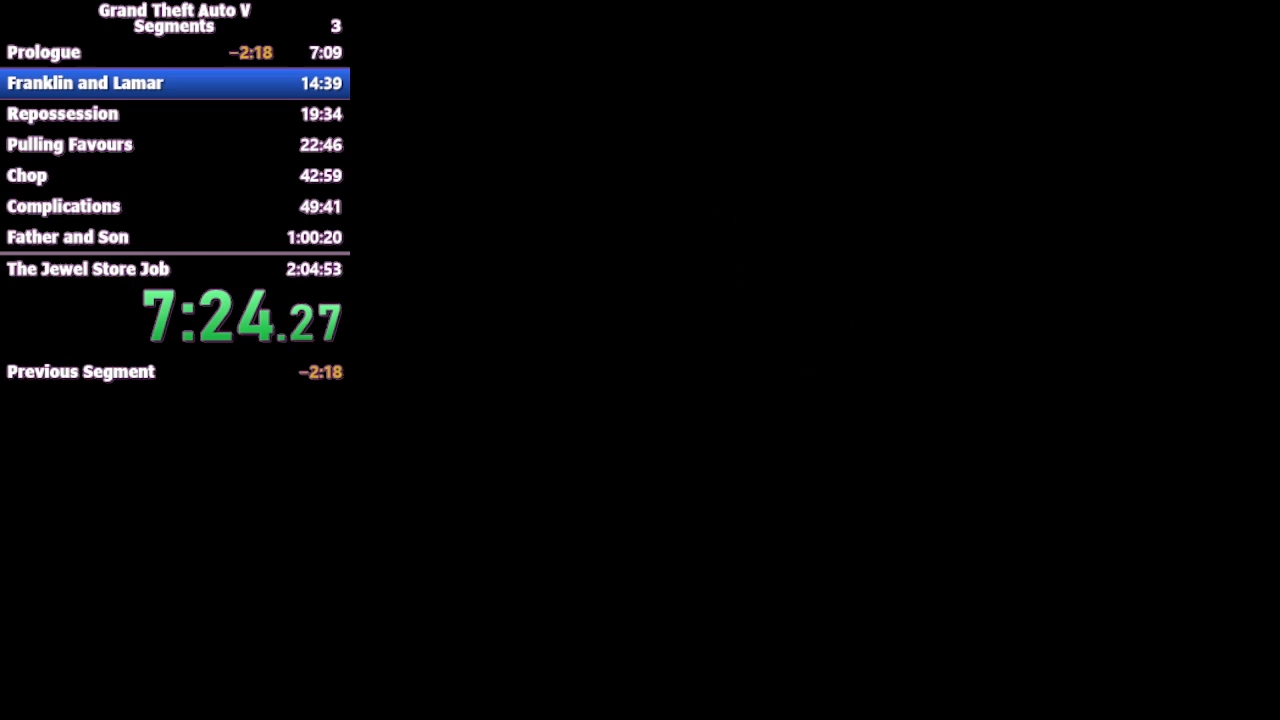 Grand Theft Auto V
Segments 3
Prologue −2:18 7:09
Franklin and Lamar 14:39
Repossession 19:34
Pulling Favours 22:46
Chop 42:59
Complications 49:41
Father and Son 1:00:20
The Jewel Store Job 2:04:53
7:24.27
Previous Segment −2:18